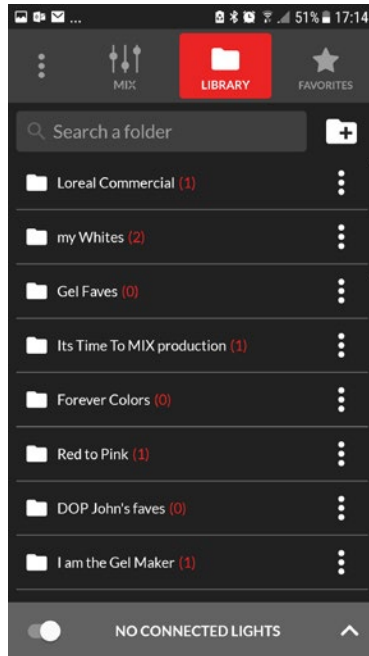 ... 51% 17:14
MIX LIBRARY FAVORITES
Search a folder
Loreal Commercial (1)
my Whites (2)
Gel Faves (0)
Its Time To MIX production (1)
Forever Colors (0)
Red to Pink (1)
DOP John's faves (0)
I am the Gel Maker (1)
NO CONNECTED LIGHTS